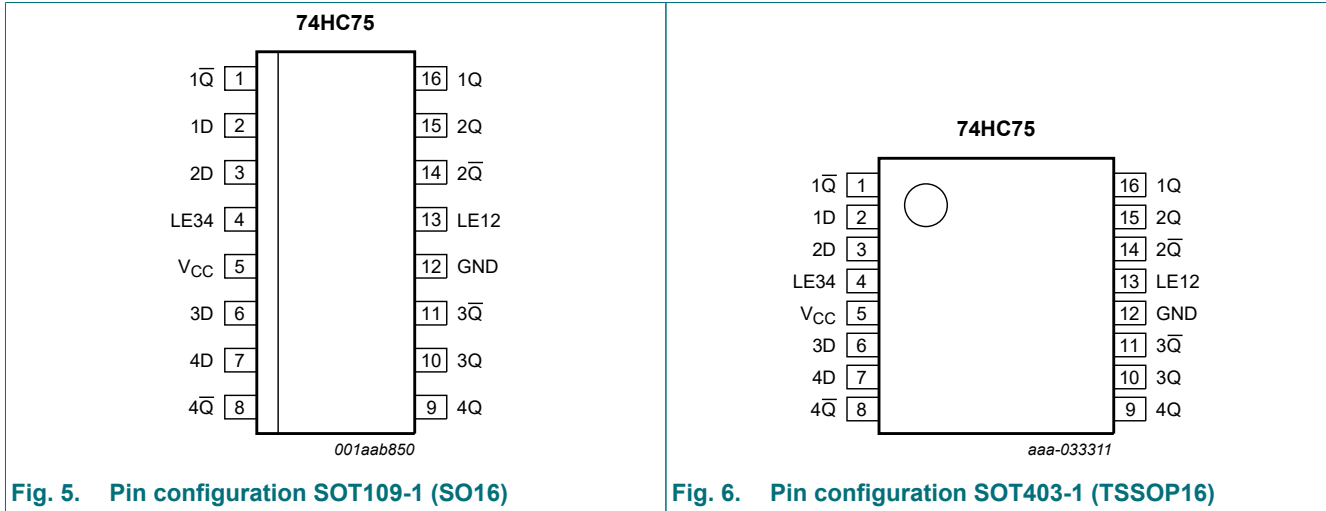 74HC75
1Q̅ 1
1D 2
2D 3
LE34 4
VCC 5
3D 6
4D 7
4Q̅ 8
16 1Q
15 2Q
14 2Q̅
13 LE12
12 GND
11 3Q̅
10 3Q
9 4Q
001aab850
Fig. 5. Pin configuration SOT109-1 (SO16)
74HC75
1Q̅ 1
1D 2
2D 3
LE34 4
VCC 5
3D 6
4D 7
4Q̅ 8
16 1Q
15 2Q
14 2Q̅
13 LE12
12 GND
11 3Q̅
10 3Q
9 4Q
aaa-033311
Fig. 6. Pin configuration SOT403-1 (TSSOP16)